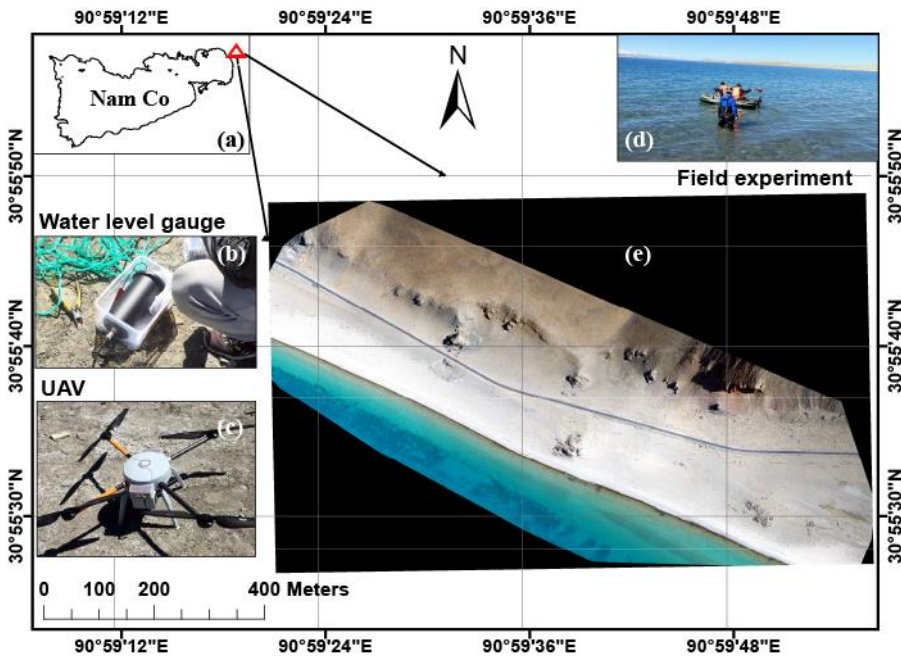 90°59'12"E 90°59'24"E 90°59'36"E 90°59'48"E
Nam Co
(a)
N
(d)
30°55'50"N 30°55'50"N
Field experiment
Water level gauge
(b)
(e)
30°55'40"N 30°55'40"N
UAV
(c)
30°55'30"N 30°55'30"N
0 100 200 400 Meters
90°59'12"E 90°59'24"E 90°59'36"E 90°59'48"E